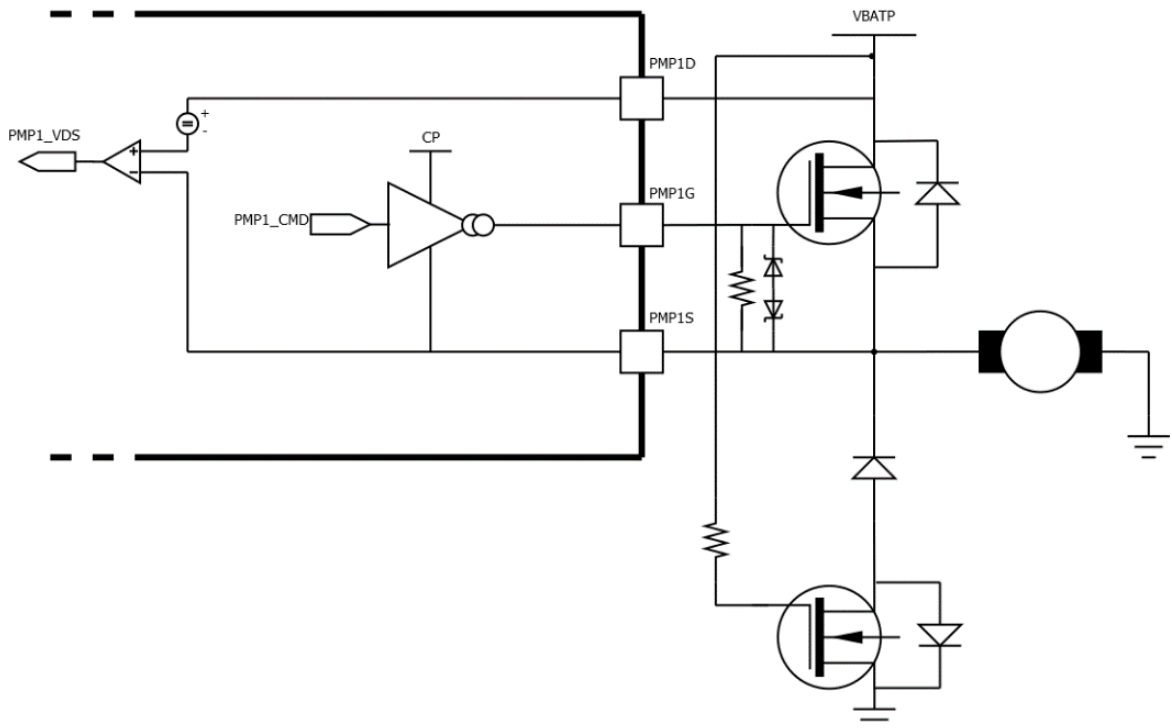 VBATP
PMP1D
PMP1_VDS
+
-
+
-
=
CP
PMP1G
PMP1_CMD
PMP1S